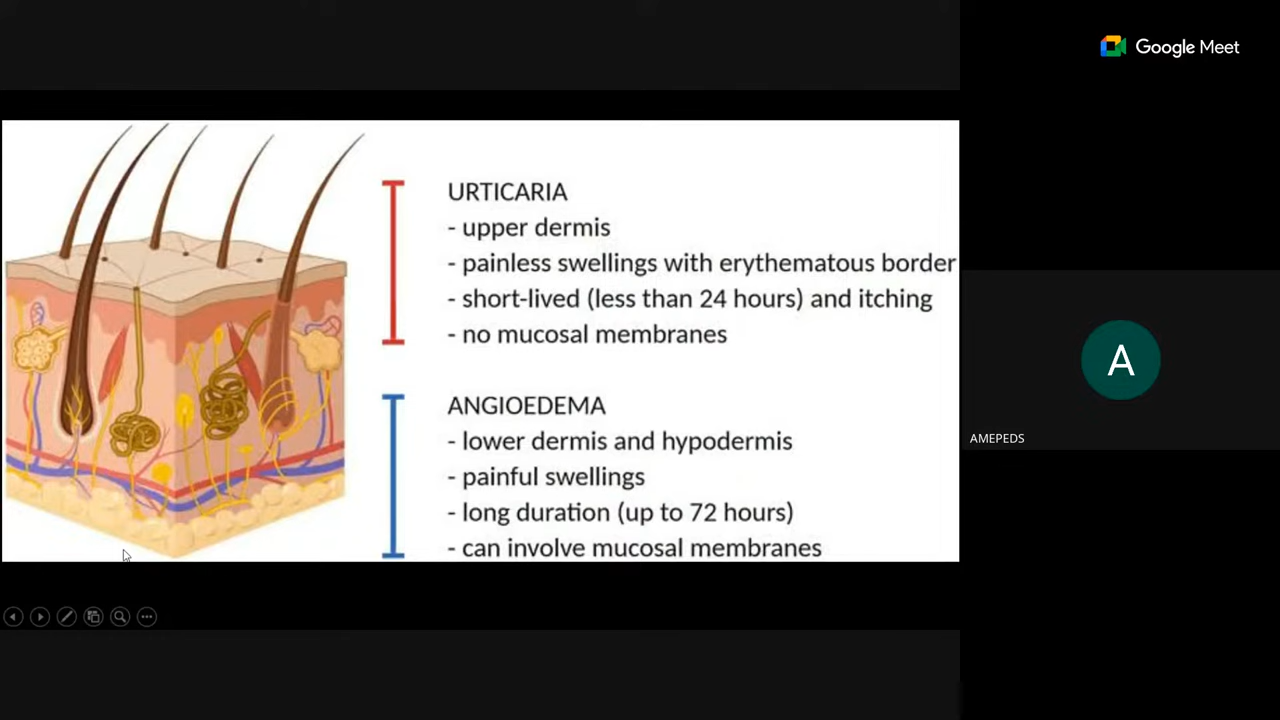 Google Meet
URTICARIA
- upper dermis
- painless swellings with erythematous border
- short-lived (less than 24 hours) and itching
- no mucosal membranes
ANGIOEDEMA
- lower dermis and hypodermis
- painful swellings
- long duration (up to 72 hours)
- can involve mucosal membranes
A
AMEPEDS